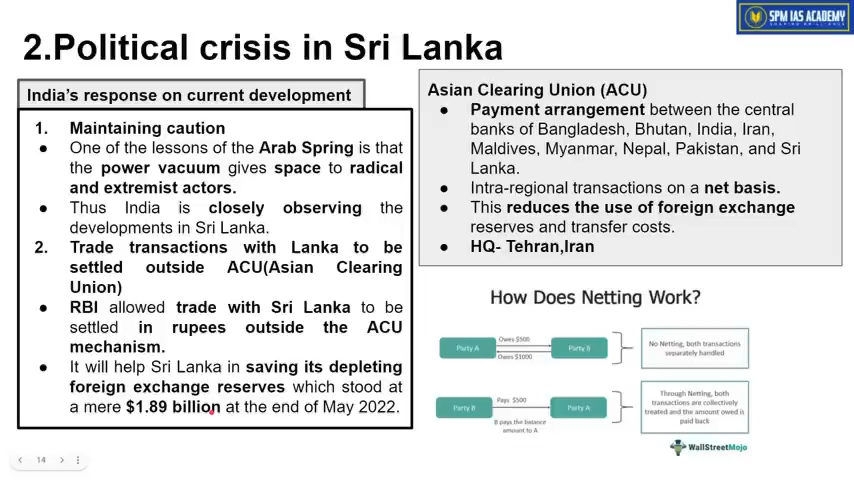 SPM IAS ACADEMY
2.Political crisis in Sri Lanka
India's response on current development
1. Maintaining caution
● One of the lessons of the Arab Spring is that
the power vacuum gives space to radical
and extremist actors.
● Thus India is closely observing the
developments in Sri Lanka.
2. Trade transactions with Lanka to be
settled outside ACU(Asian Clearing
Union)
● RBI allowed trade with Sri Lanka to be
settled in rupees outside the ACU
mechanism.
● It will help Sri Lanka in saving its depleting
foreign exchange reserves which stood at
a mere $1.89 billion at the end of May 2022.
Asian Clearing Union (ACU)
● Payment arrangement between the central
banks of Bangladesh, Bhutan, India, Iran,
Maldives, Myanmar, Nepal, Pakistan, and Sri
Lanka.
● Intra-regional transactions on a net basis.
● This reduces the use of foreign exchange
reserves and transfer costs.
● HQ- Tehran,Iran
How Does Netting Work?
Party A
Owes $500
Owes $1000
Party B
No Netting, both transactions
separately handled
Party B
Pays $500
B pays the balance
amount to A
Party A
Through Netting, both
transactions are collectively
treated and the amount owed is
paid back
WallStreetMojo
14